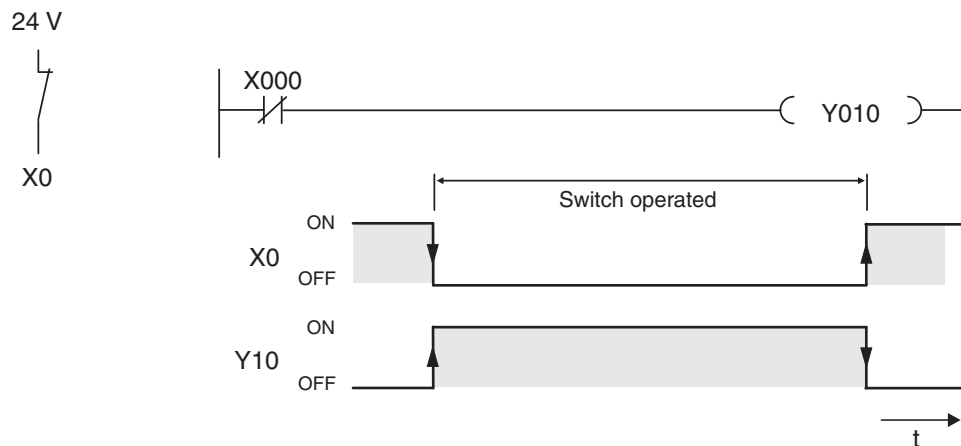 24 V
X0
X000
Y010
Switch operated
ON
X0
OFF
ON
Y10
OFF
t